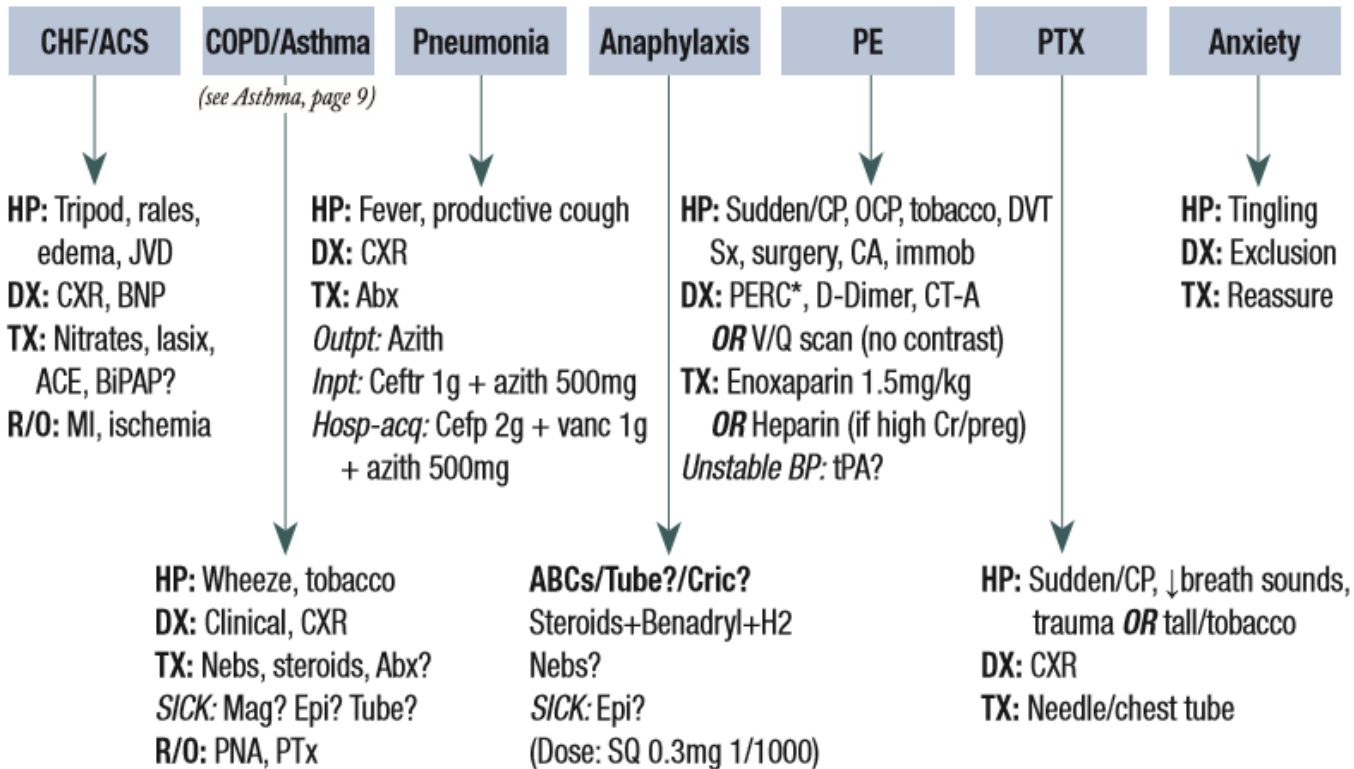 CHF/ACS
COPD/Asthma
Pneumonia
Anaphylaxis
PE
PTX
Anxiety
(see Asthma, page 9)
HP: Tripod, rales,
edema, JVD
DX: CXR, BNP
TX: Nitrates, lasix,
ACE, BiPAP?
R/O: MI, ischemia
HP: Fever, productive cough
DX: CXR
TX: Abx
Outpt: Azith
Inpt: Ceftr 1g + azith 500mg
Hosp-acq: Cefp 2g + vanc 1g
+ azith 500mg
HP: Sudden/CP, OCP, tobacco, DVT
Sx, surgery, CA, immob
DX: PERC*, D-Dimer, CT-A
OR V/Q scan (no contrast)
TX: Enoxaparin 1.5mg/kg
OR Heparin (if high Cr/preg)
Unstable BP: tPA?
HP: Tingling
DX: Exclusion
TX: Reassure
HP: Wheeze, tobacco
DX: Clinical, CXR
TX: Nebs, steroids, Abx?
SICK: Mag? Epi? Tube?
R/O: PNA, PTx
ABCs/Tube?/Cric?
Steroids+Benadryl+H2
Nebs?
SICK: Epi?
(Dose: SQ 0.3mg 1/1000)
HP: Sudden/CP, ↓breath sounds,
trauma OR tall/tobacco
DX: CXR
TX: Needle/chest tube